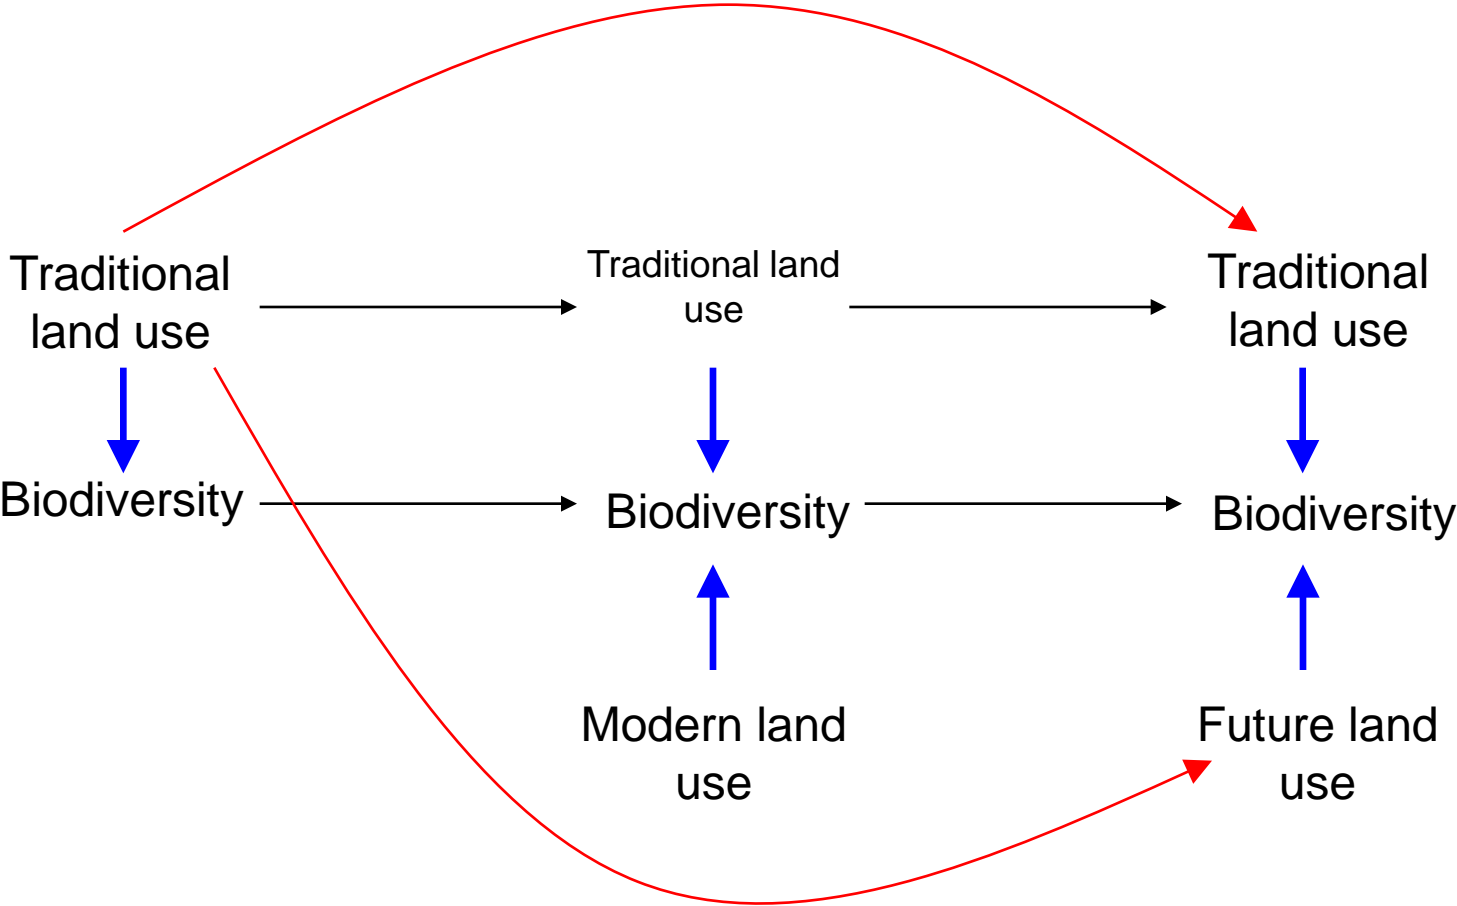 Traditional
land use
Traditional land
use
Traditional
land use
Biodiversity
Biodiversity
Biodiversity
Modern land
use
Future land
use